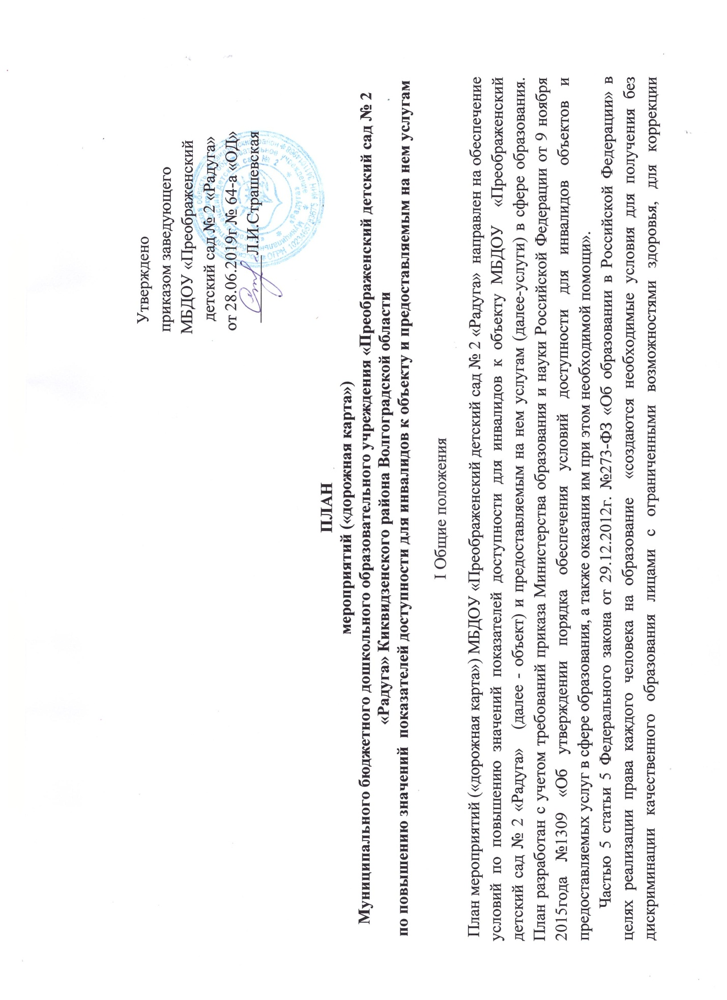 Утверждено
приказом заведующего
МБДОУ «Преображенский
детский сад № 2 «Радуга»
от 28.06.2019г № 64-а «ОД»
Л.И.Страшевская
ПЛАН
мероприятий («дорожная карта»)
Муниципального бюджетного дошкольного образовательного учреждения «Преображенский детский сад № 2
«Радуга» Киквидзенского района Волгоградской области
по повышению значений показателей доступности для инвалидов к объекту и предоставляемым на нем услугам
I Общие положения
План мероприятий («дорожная карта») МБДОУ «Преображенский детский сад № 2 «Радуга» направлен на обеспечение
условий по повышению значений показателей доступности для инвалидов к объекту МБДОУ «Преображенский
детский сад № 2 «Радуга» (далее - объект) и предоставляемым на нем услугам (далее-услуги) в сфере образования.
План разработан с учетом требований приказа Министерства образования и науки Российской Федерации от 9 ноября
2015года №1309 «Об утверждении порядка обеспечения условий доступности для инвалидов объектов и
предоставляемых услуг в сфере образования, а также оказания им при этом необходимой помощи».
Частью 5 статьи 5 Федерального закона от 29.12.2012г. №273-ФЗ «Об образовании в Российской Федерации» в
целях реализации права каждого человека на образование «создаются необходимые условия для получения без
дискриминации качественного образования лицами с ограниченными возможностями здоровья, для коррекции